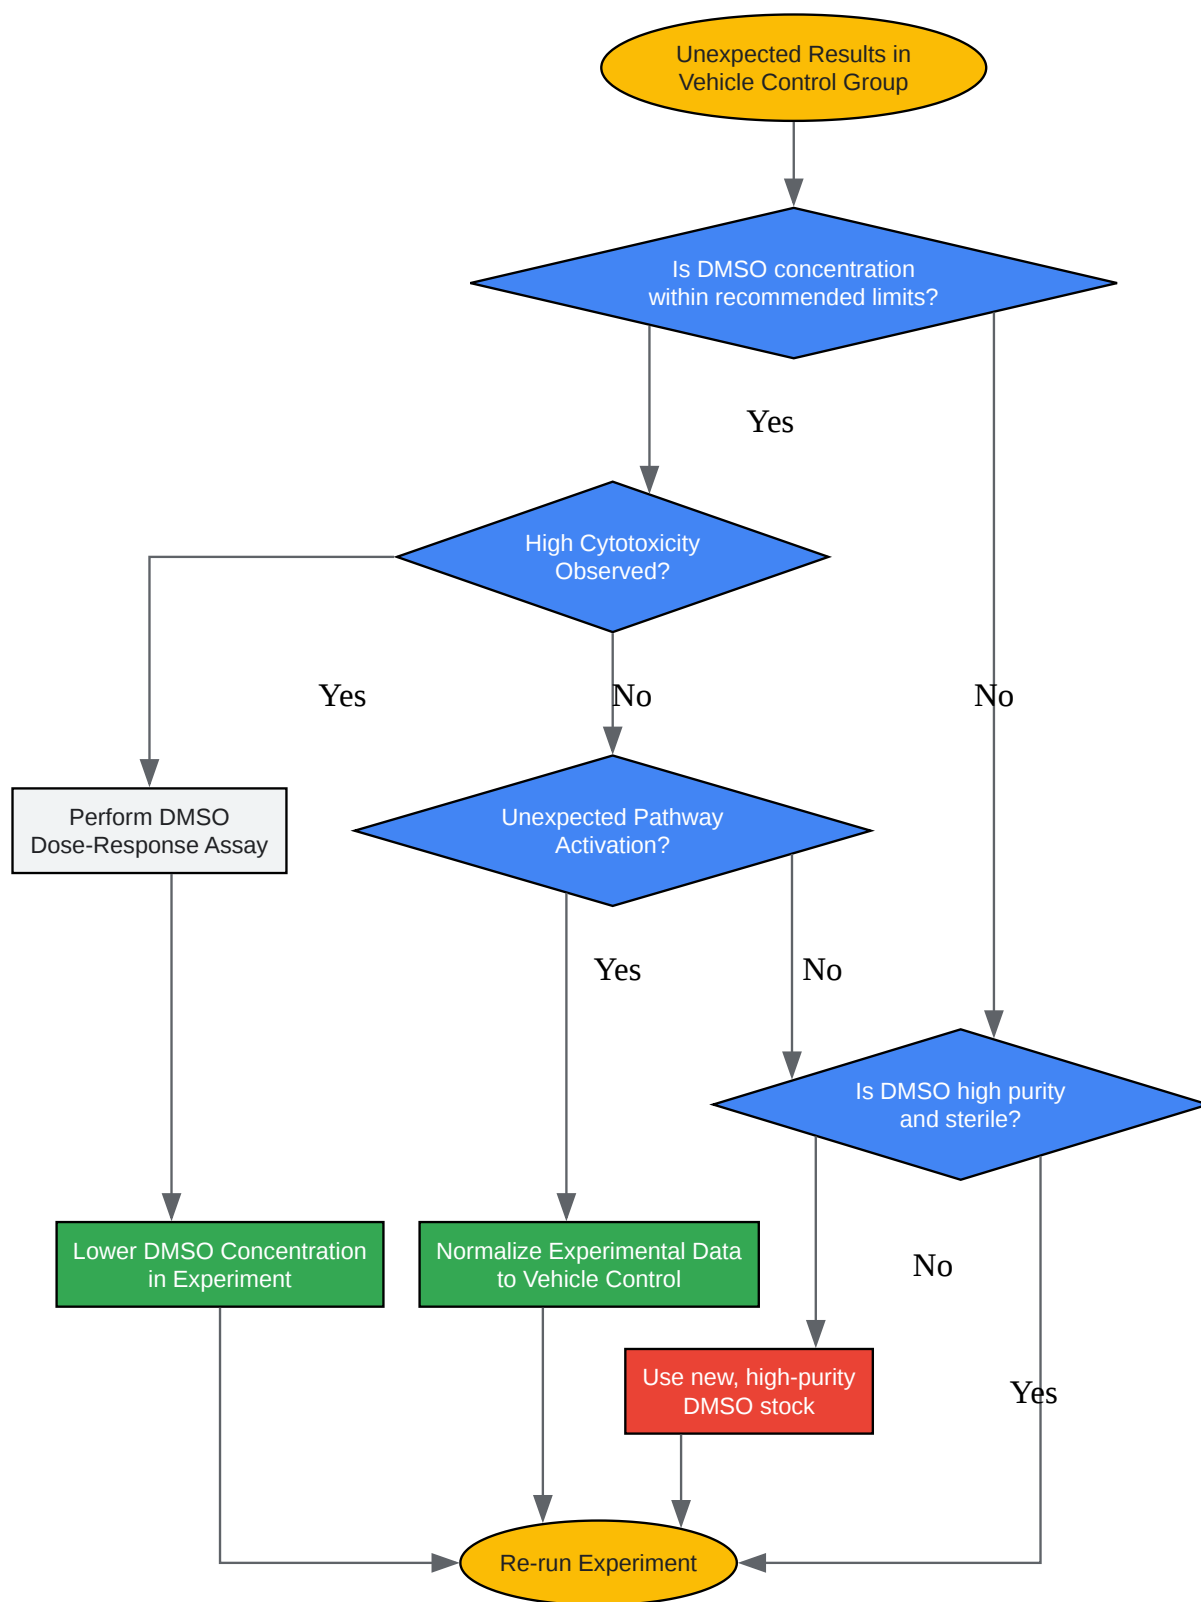 Unexpected Results in
Vehicle Control Group
Is DMSO concentration
within recommended limits?
Yes
High Cytotoxicity
Observed?
Yes
No
No
Perform DMSO
Dose-Response Assay
Unexpected Pathway
Activation?
Yes
No
Is DMSO high purity
and sterile?
Lower DMSO Concentration
in Experiment
Normalize Experimental Data
to Vehicle Control
No
Use new, high-purity
DMSO stock
Yes
Re-run Experiment